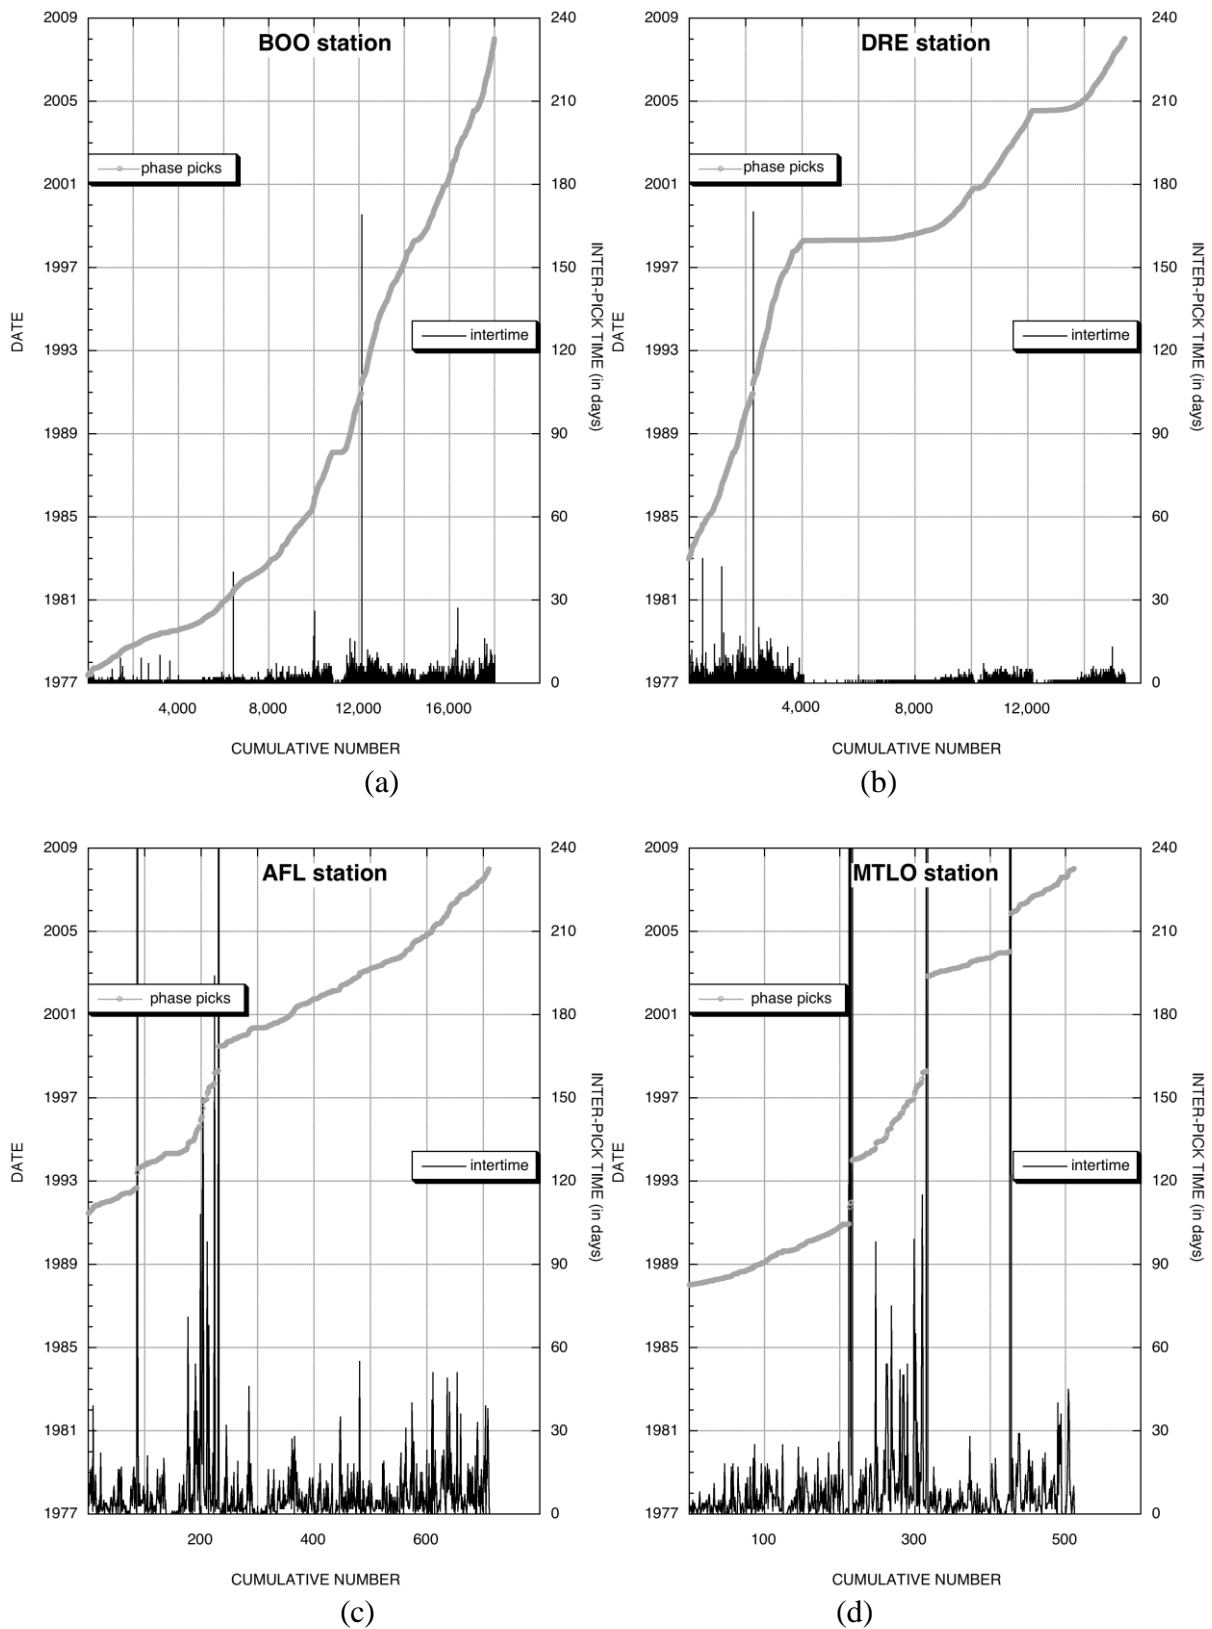 BOO station
2009
2005
2001
1997
1993
1989
1985
1981
1977
DATE
phase picks
intertime
240
210
180
150
120
90
60
30
0
INTER-PICK TIME (in days)
4,000 8,000 12,000 16,000
CUMULATIVE NUMBER
(a)
DRE station
2009
2005
2001
1997
1993
1989
1985
1981
1977
DATE
phase picks
intertime
240
210
180
150
120
90
60
30
0
INTER-PICK TIME (in days)
4,000 8,000 12,000
CUMULATIVE NUMBER
(b)
AFL station
2009
2005
2001
1997
1993
1989
1985
1981
1977
DATE
phase picks
intertime
240
210
180
150
120
90
60
30
0
INTER-PICK TIME (in days)
200 400 600
CUMULATIVE NUMBER
(c)
MTLO station
2009
2005
2001
1997
1993
1989
1985
1981
1977
DATE
phase picks
intertime
240
210
180
150
120
90
60
30
0
INTER-PICK TIME (in days)
100 300 500
CUMULATIVE NUMBER
(d)